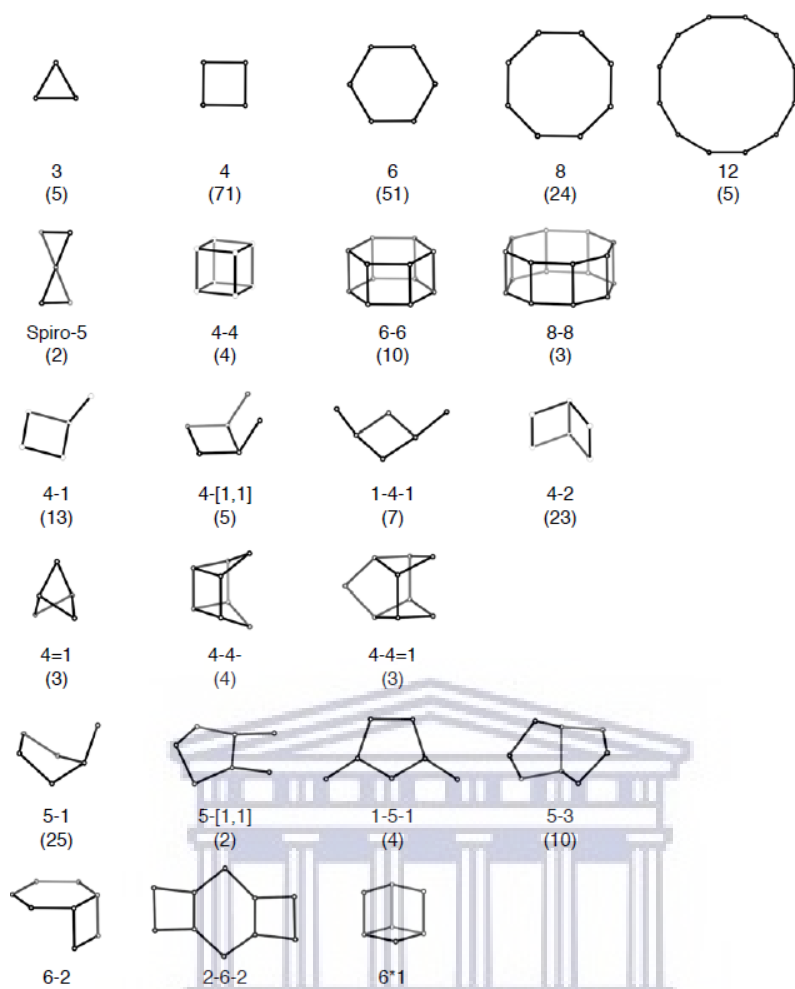 3 4 6 8 12
(5) (71) (51) (24) (5)
Spiro-5 4-4 6-6 8-8
(2) (4) (10) (3)
4-1 4-[1,1] 1-4-1 4-2
(13) (5) (7) (23)
4=1 4-4- 4-4=1
(3) (4) (3)
5-1 5-[1,1] 1-5-1 5-3
(25) (2) (4) (10)
6-2 2-6-2 6*1